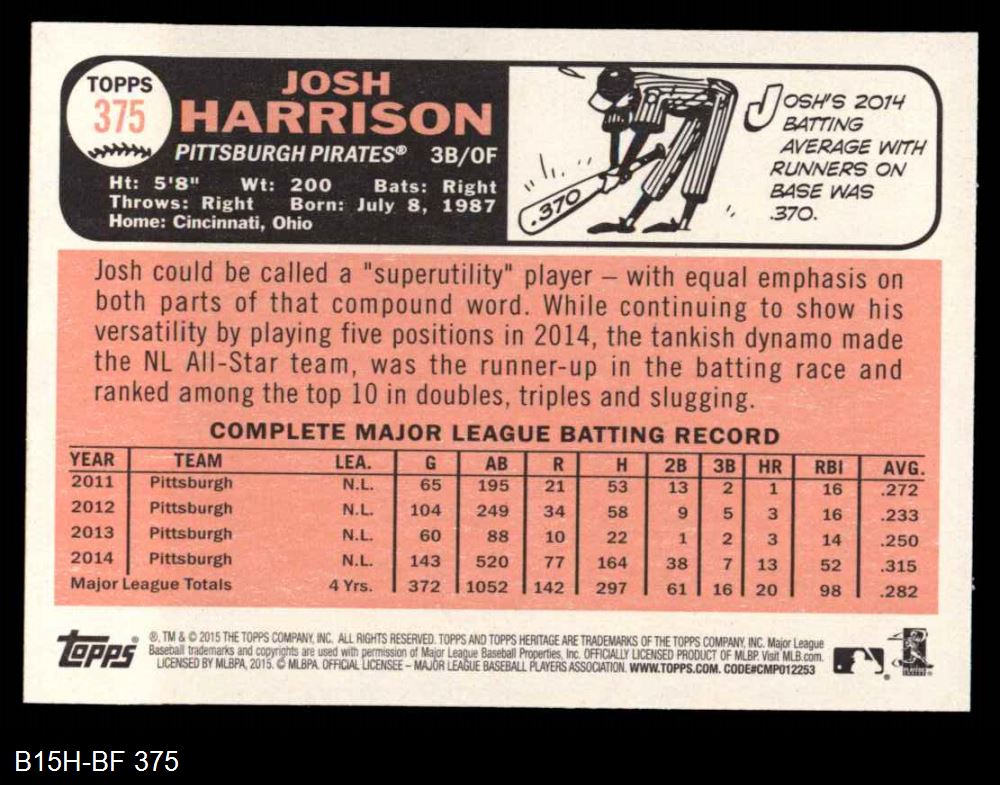 TOPPS
375
JOSH
HARRISON
PITTSBURGH PIRATES® 3B/OF
Ht: 5'8" Wt: 200 Bats: Right
Throws: Right Born: July 8, 1987
Home: Cincinnati, Ohio
.370
JOSH'S 2014
BATTING
AVERAGE WITH
RUNNERS ON
BASE WAS
.370.
Josh could be called a "superutility" player – with equal emphasis on
both parts of that compound word. While continuing to show his
versatility by playing five positions in 2014, the tankish dynamo made
the NL All-Star team, was the runner-up in the batting race and
ranked among the top 10 in doubles, triples and slugging.
COMPLETE MAJOR LEAGUE BATTING RECORD
YEAR TEAM LEA. G AB R H 2B 3B HR RBI AVG.
2011 Pittsburgh N.L. 65 195 21 53 13 2 1 16 .272
2012 Pittsburgh N.L. 104 249 34 58 9 5 3 16 .233
2013 Pittsburgh N.L. 60 88 10 22 1 2 3 14 .250
2014 Pittsburgh N.L. 143 520 77 164 38 7 13 52 .315
Major League Totals 4 Yrs. 372 1052 142 297 61 16 20 98 .282
topps®
®, TM & © 2015 THE TOPPS COMPANY, INC. ALL RIGHTS RESERVED. TOPPS AND TOPPS HERITAGE ARE TRADEMARKS OF THE TOPPS COMPANY, INC. Major League
Baseball trademarks and copyrights are used with permission of Major League Baseball Properties, Inc. OFFICIALLY LICENSED PRODUCT OF MLBP. Visit MLB.com.
LICENSED BY MLBPA, 2015. © MLBPA. OFFICIAL LICENSEE – MAJOR LEAGUE BASEBALL PLAYERS ASSOCIATION. WWW.TOPPS.COM. CODE#CMP012253
B15H-BF 375